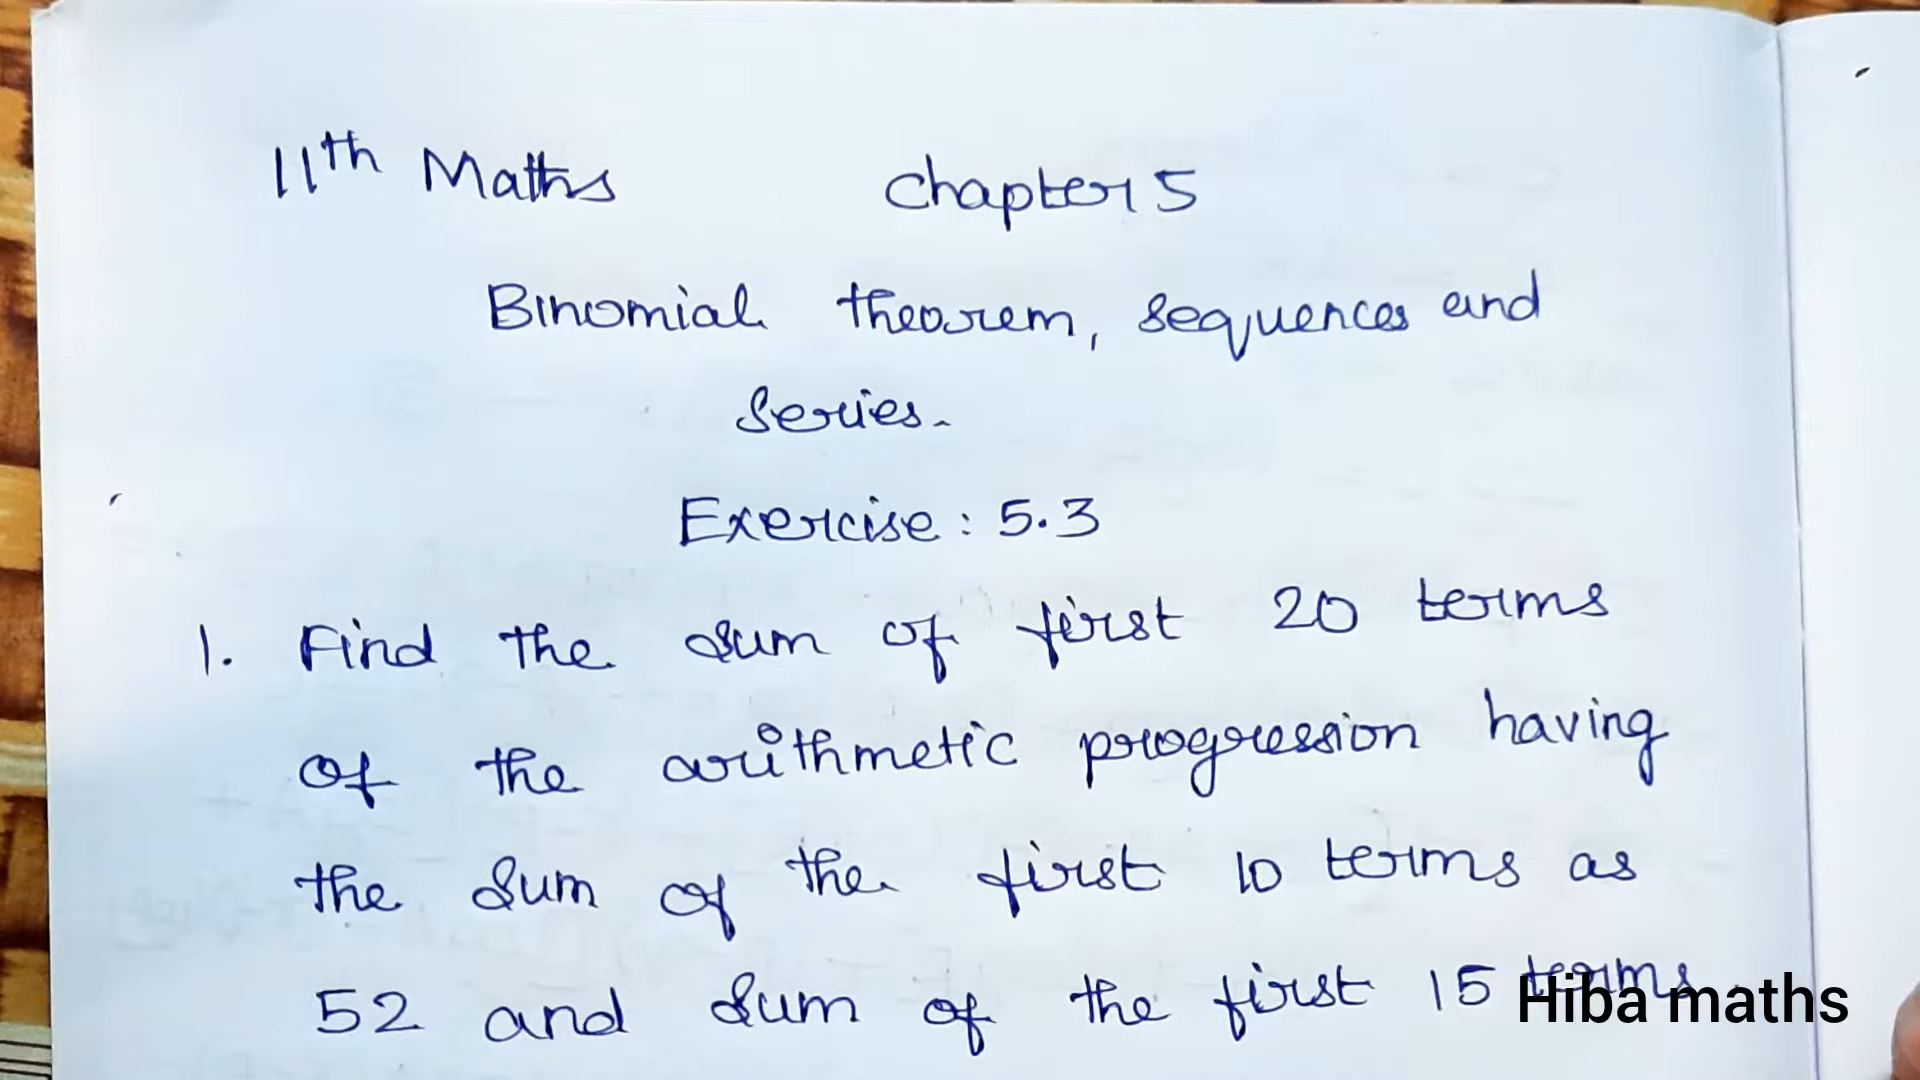 11th Maths Chapter 5
Binomial theorem, sequences and
series.
Exercise: 5.3
1. Find the sum of first 20 terms
of the arithmetic progression having
the sum of the first 10 terms as
52 and sum of the first 15 terms
Hiba maths